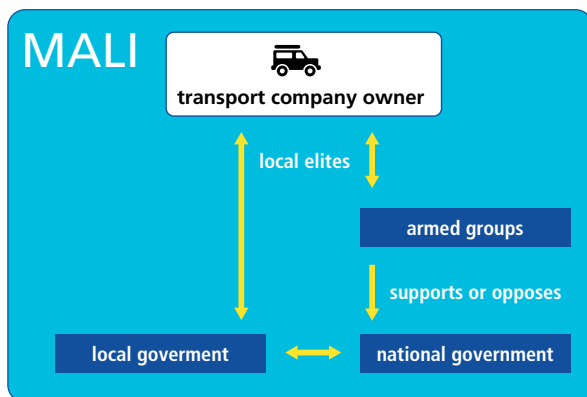 MALI
transport company owner
local elites
armed groups
supports or opposes
local goverment
national government